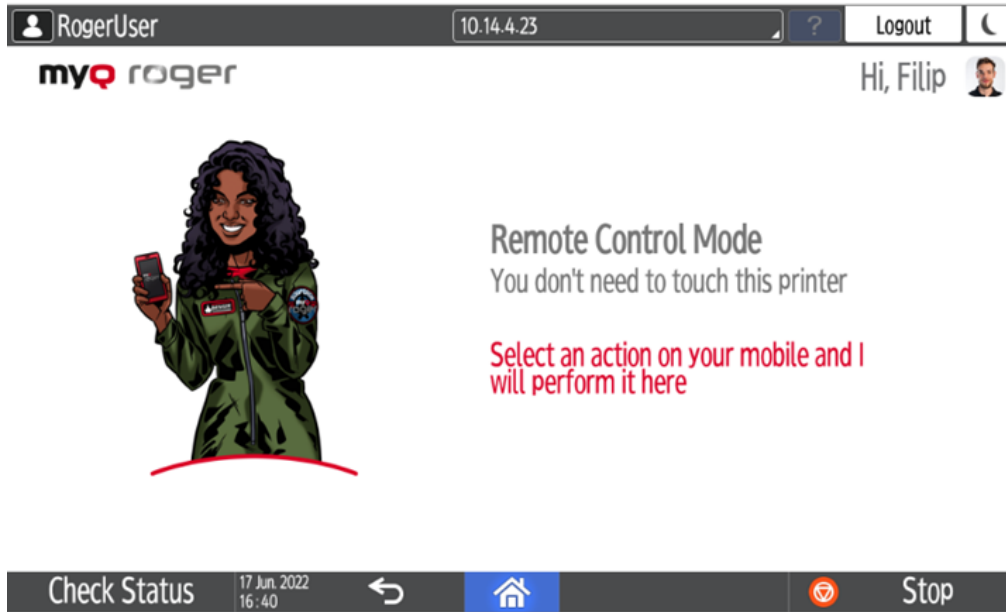 RogerUser
10.14.4.23
?
Logout
myQ roger
Hi, Filip
Remote Control Mode
You don't need to touch this printer
Select an action on your mobile and I
will perform it here
Check Status
17 Jun. 2022
16:40
Stop